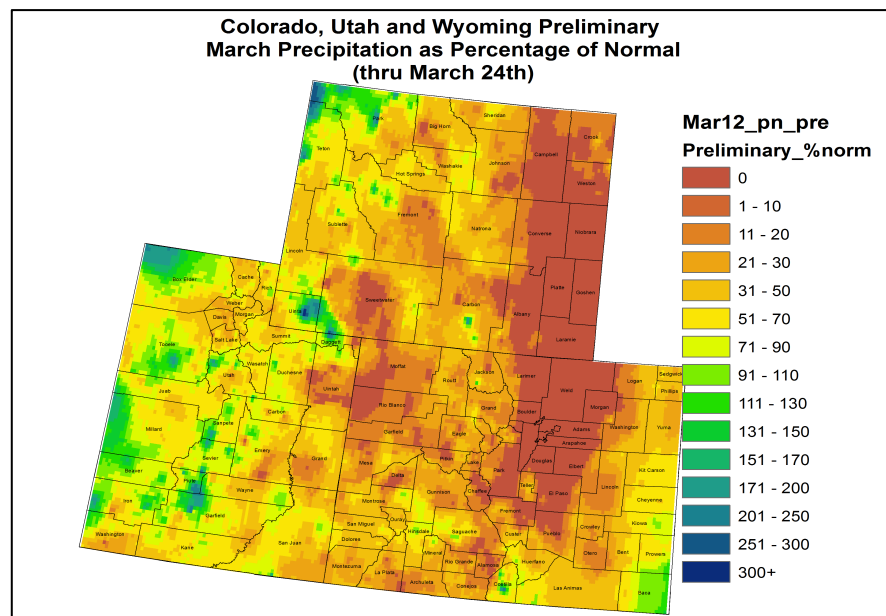 Colorado, Utah and Wyoming Preliminary
March Precipitation as Percentage of Normal
(thru March 24th)
Mar12_pn_pre
Preliminary_%norm
0
1 - 10
11 - 20
21 - 30
31 - 50
51 - 70
71 - 90
91 - 110
111 - 130
131 - 150
151 - 170
171 - 200
201 - 250
251 - 300
300+
Park
Big Horn
Sheridan
Campbell
Crook
Teton
Washakie
Johnson
Weston
Hot Springs
Fremont
Sublette
Natrona
Converse
Niobrara
Lincoln
Sweetwater
Carbon
Albany
Platte
Goshen
Uinta
Laramie
Box Elder
Cache
Rich
Weber
Morgan
Davis
Salt Lake
Summit
Daggett
Tooele
Wasatch
Duchesne
Uintah
Utah
Juab
Carbon
Sanpete
Millard
Emery
Grand
Sevier
Beaver
Piute
Wayne
Iron
Garfield
Washington
Kane
San Juan
Moffat
Routt
Jackson
Larimer
Weld
Logan
Sedgwick
Phillips
Rio Blanco
Grand
Boulder
Morgan
Washington
Yuma
Garfield
Eagle
Adams
Arapahoe
Mesa
Pitkin
Lake
Park
Douglas
Elbert
Kit Carson
Delta
Gunnison
Chaffee
Teller
El Paso
Lincoln
Cheyenne
Montrose
Fremont
Kiowa
San Miguel
Ouray
Hinsdale
Saguache
Custer
Pueblo
Crowley
Dolores
Mineral
Otero
Bent
Prowers
Montezuma
La Plata
Rio Grande
Alamosa
Huerfano
Archuleta
Conejos
Costilla
Las Animas
Baca